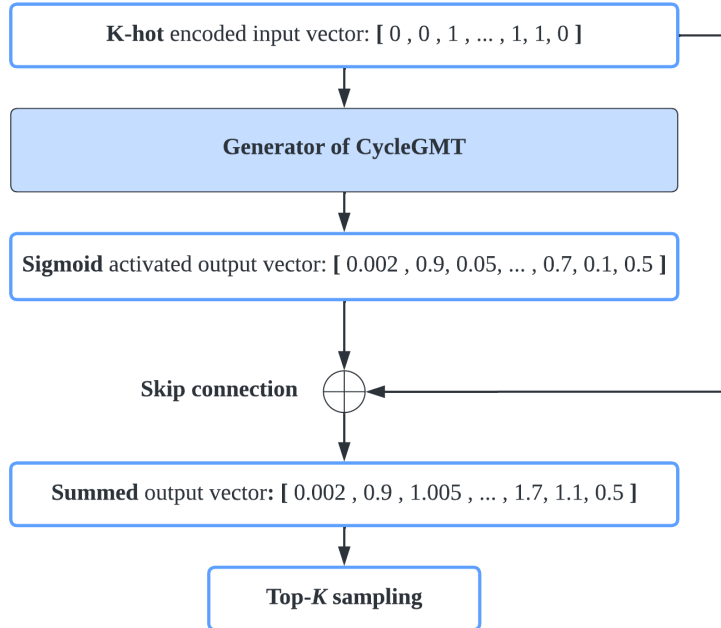 K-hot encoded input vector: [ 0 , 0 , 1 , ... , 1, 1, 0 ]
Generator of CycleGMT
Sigmoid activated output vector: [ 0.002 , 0.9, 0.05, ... , 0.7, 0.1, 0.5 ]
Skip connection
Summed output vector: [ 0.002 , 0.9 , 1.005 , ... , 1.7, 1.1, 0.5 ]
Top-K sampling